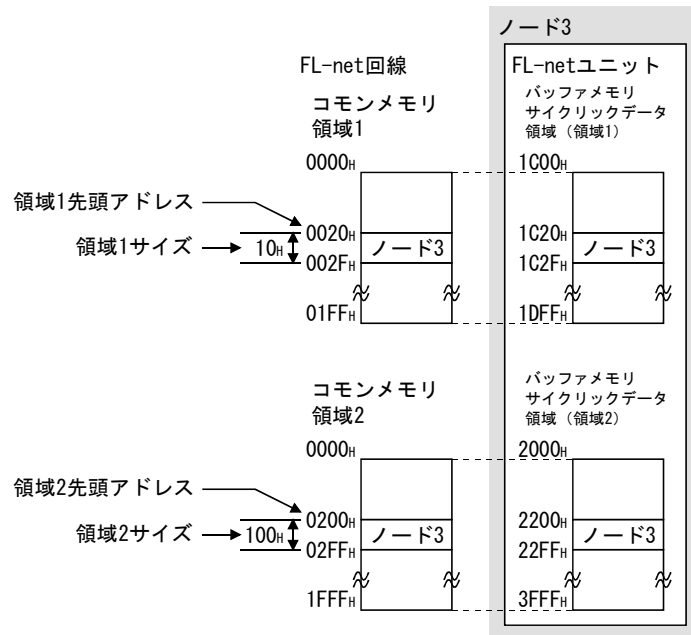 ノード3
FL-net回線
FL-netユニット
コモンメモリ
領域1
バッファメモリ
サイクリックデータ
領域（領域1）
0000H
1C00H
領域1先頭アドレス
0020H
1C20H
領域1サイズ
10H
ノード3
ノード3
002FH
1C2FH
01FFH
1DFFH
コモンメモリ
領域2
バッファメモリ
サイクリックデータ
領域（領域2）
0000H
2000H
領域2先頭アドレス
0200H
2200H
領域2サイズ
100H
ノード3
ノード3
02FFH
22FFH
1FFFH
3FFFH